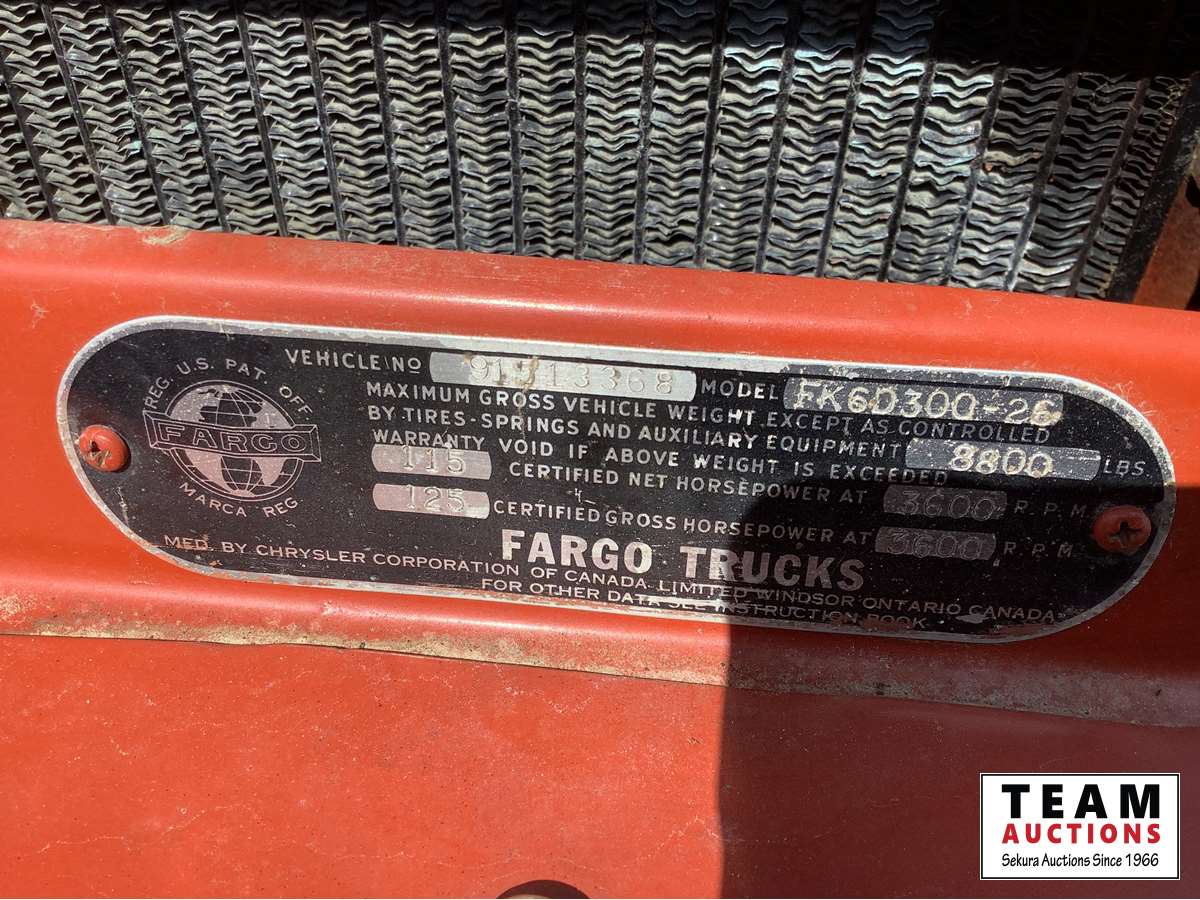 REG. U.S. PAT. OFF
FARGO
MARCA REG
VEHICLE NO 91313368 MODEL FK6D300-26
MAXIMUM GROSS VEHICLE WEIGHT EXCEPT AS CONTROLLED
BY TIRES-SPRINGS AND AUXILIARY EQUIPMENT 8800 LBS.
WARRANTY VOID IF ABOVE WEIGHT IS EXCEEDED
115 CERTIFIED NET HORSEPOWER AT 3600 R.P.M.
125 CERTIFIED GROSS HORSEPOWER AT 3600 R.P.M.
FARGO TRUCKS
MFD. BY CHRYSLER CORPORATION OF CANADA, LIMITED WINDSOR ONTARIO CANADA
FOR OTHER DATA SEE INSTRUCTION BOOK
TEAM
AUCTIONS
Sekura Auctions Since 1966